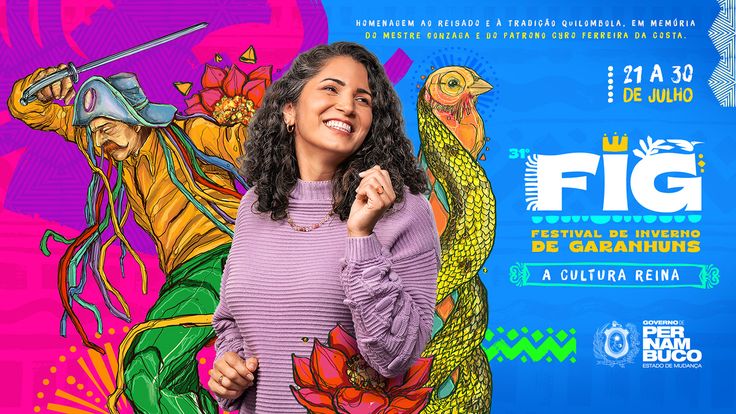 HOMENAGEM AO REISADO E À TRADIÇÃO QUILOMBOLA, EM MEMÓRIA
DO MESTRE GONZAGA E DO PATRONO CYRO FERREIRA DA COSTA.
21 A 30
DE JULHO
31º
FIG
FESTIVAL DE INVERNO
DE GARANHUNS
A CULTURA REINA
GOVERNO DE
PER
NAM
BUCO
ESTADO DE MUDANÇA